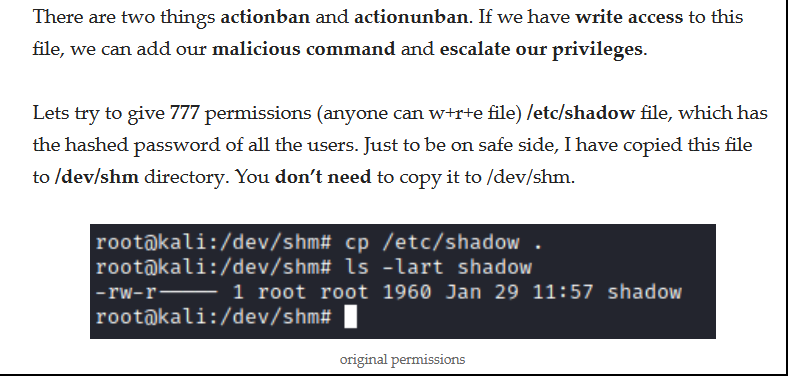 There are two things actionban and actionunban. If we have write access to this
file, we can add our malicious command and escalate our privileges.
Lets try to give 777 permissions (anyone can w+r+e file) /etc/shadow file, which has
the hashed password of all the users. Just to be on safe side, I have copied this file
to /dev/shm directory. You don’t need to copy it to /dev/shm.
root@kali:/dev/shm# cp /etc/shadow .
root@kali:/dev/shm# ls -lart shadow
-rw-r----- 1 root root 1960 Jan 29 11:57 shadow
root@kali:/dev/shm#
original permissions